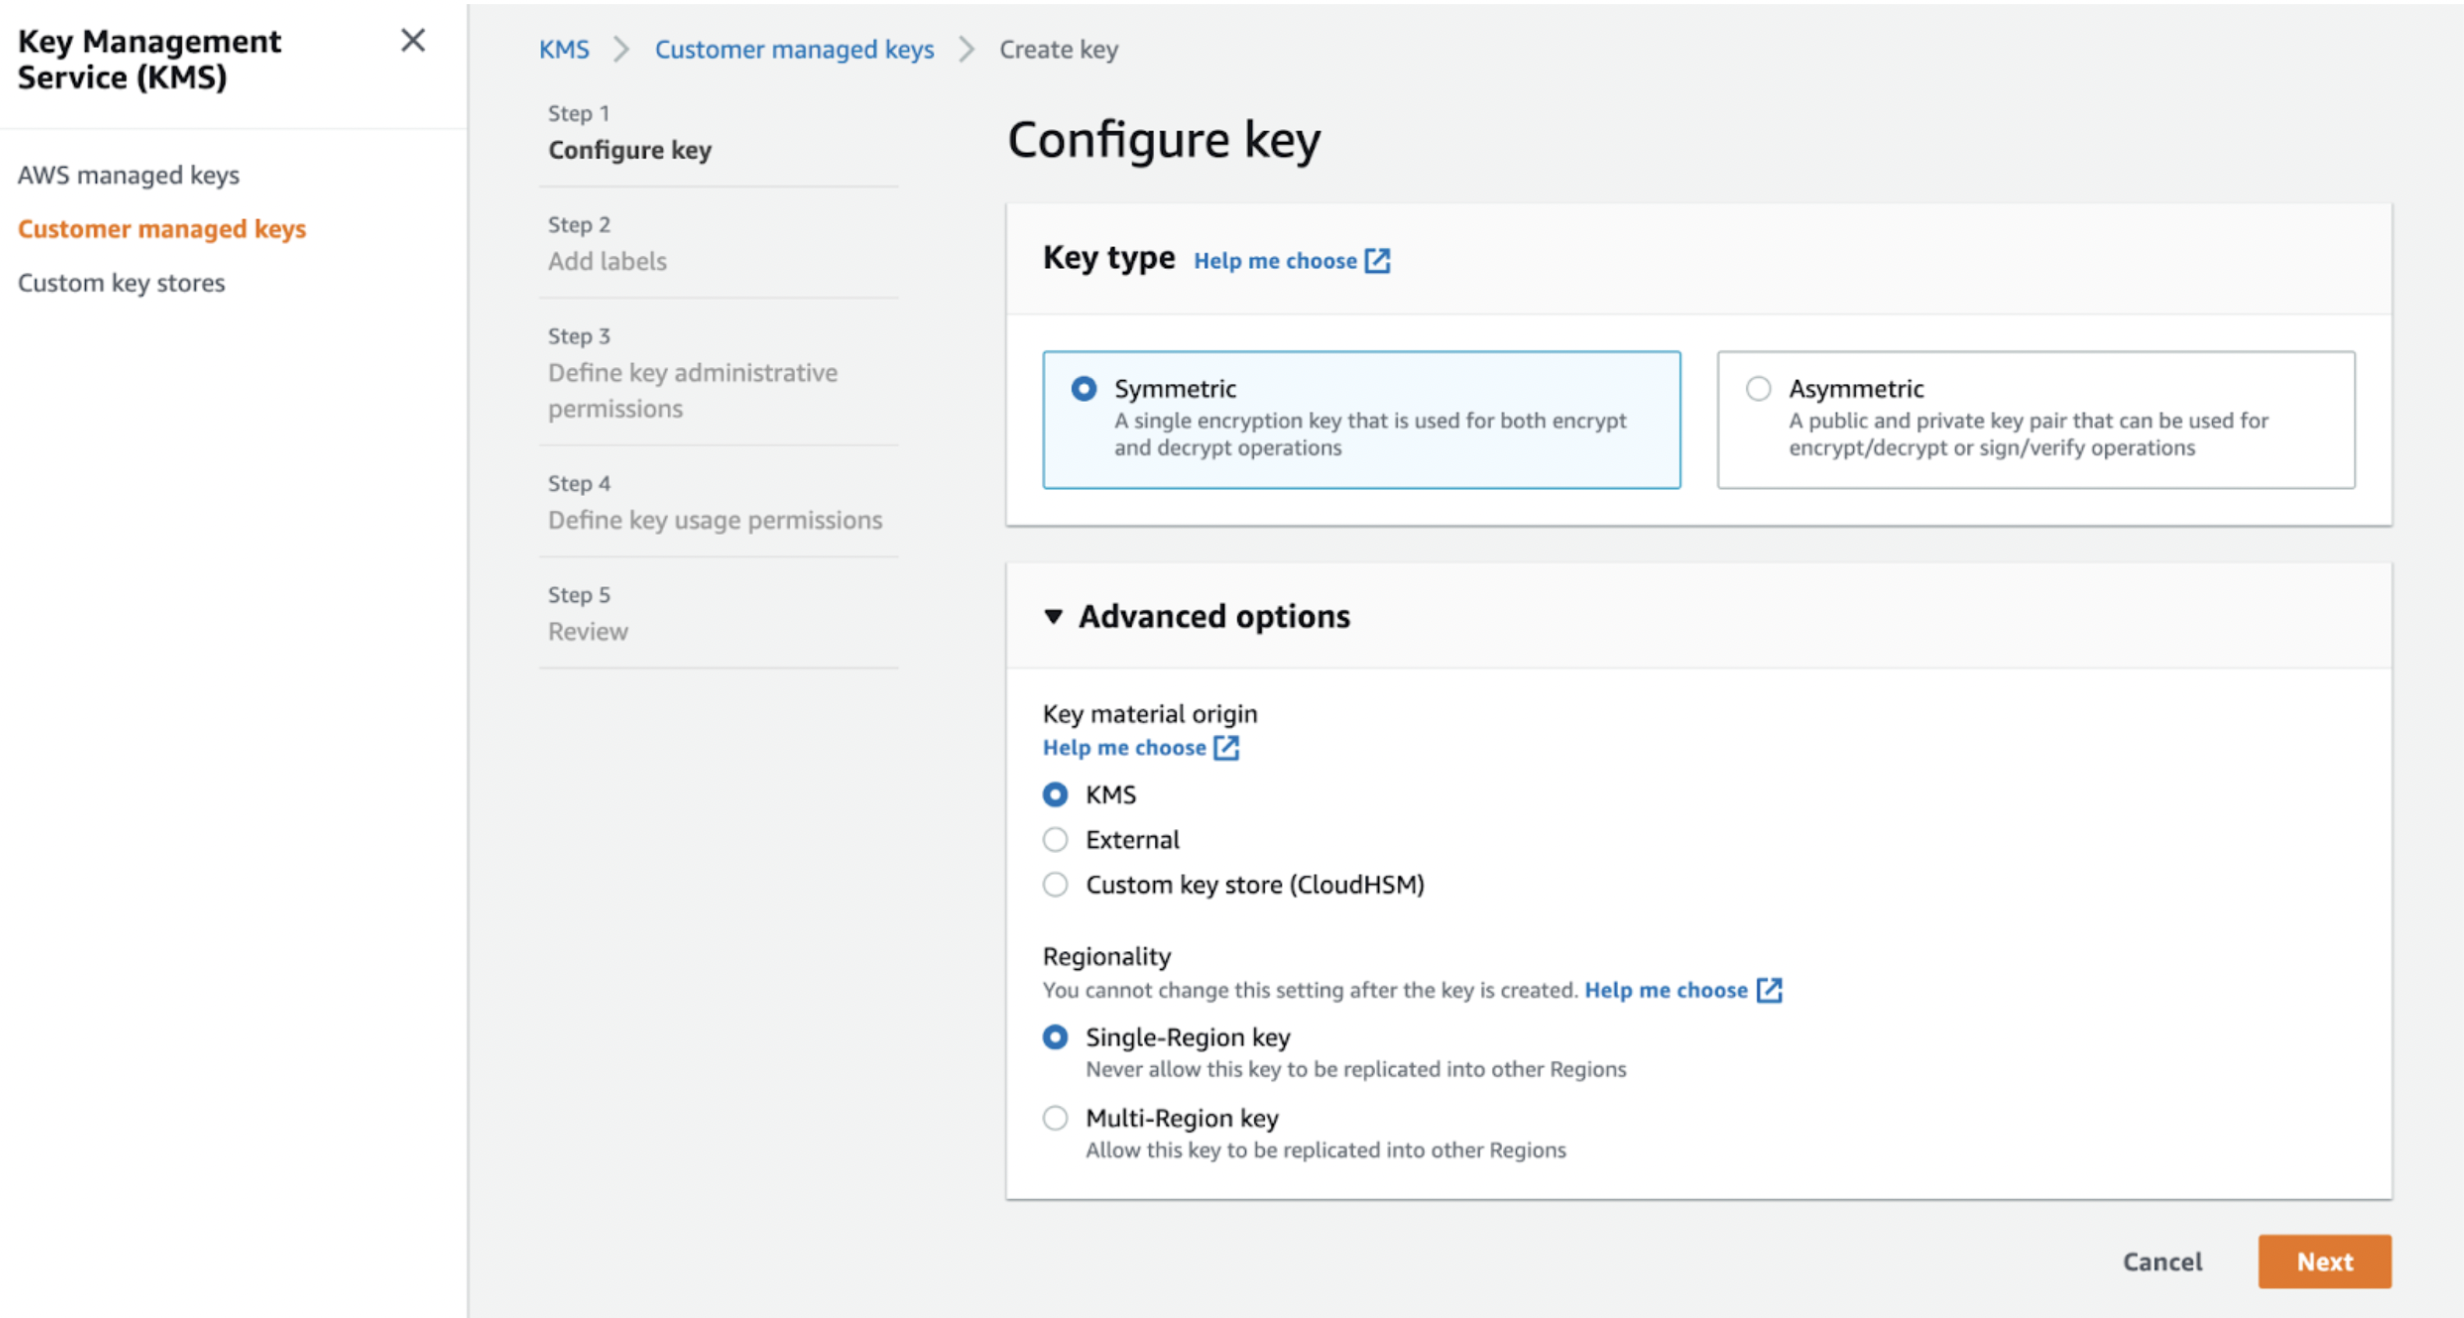 Key Management
Service (KMS)
AWS managed keys
Customer managed keys
Custom key stores
KMS > Customer managed keys > Create key
Step 1
Configure key
Step 2
Add labels
Step 3
Define key administrative
permissions
Step 4
Define key usage permissions
Step 5
Review
Configure key
Key type Help me choose
Symmetric
A single encryption key that is used for both encrypt
and decrypt operations
Asymmetric
A public and private key pair that can be used for
encrypt/decrypt or sign/verify operations
Advanced options
Key material origin
Help me choose
KMS
External
Custom key store (CloudHSM)
Regionality
You cannot change this setting after the key is created. Help me choose
Single-Region key
Never allow this key to be replicated into other Regions
Multi-Region key
Allow this key to be replicated into other Regions
Cancel Next